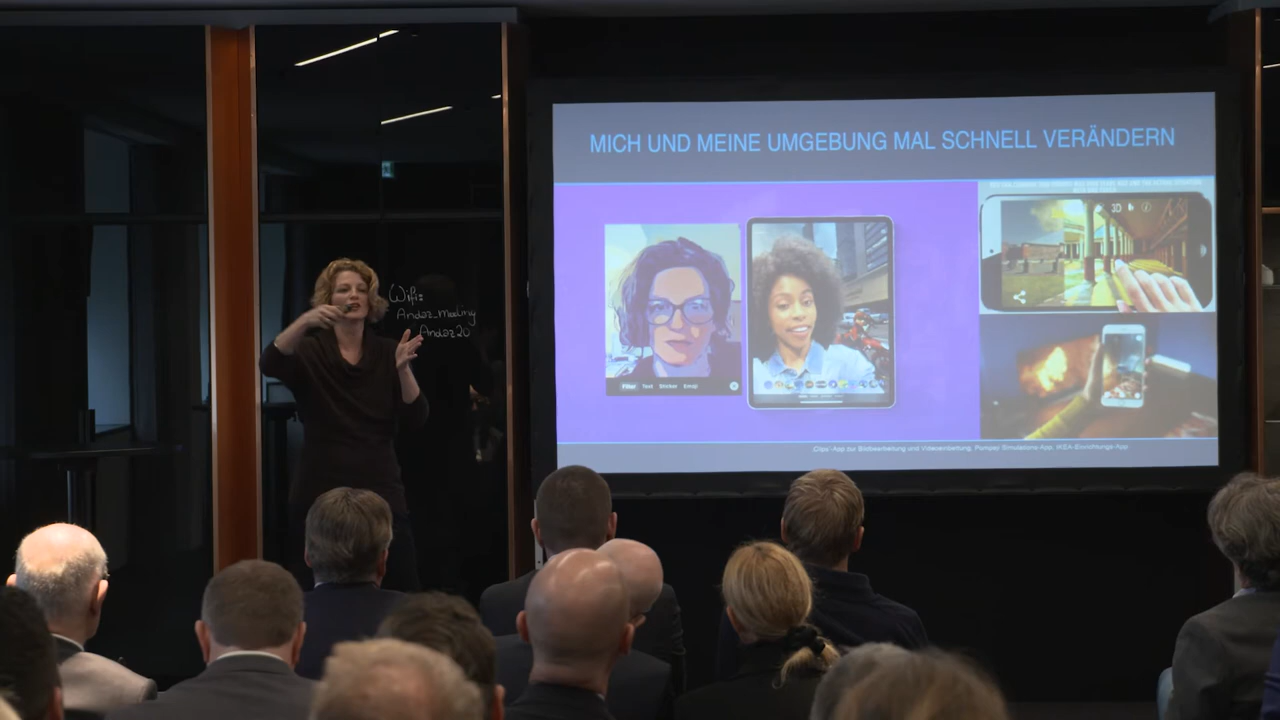 MICH UND MEINE UMGEBUNG MAL SCHNELL VERÄNDERN
3D
Wifi:
Andaz_Meeting
Andaz20
Filter Text Sticker Emoji
Clips/ App zur Bildbearbeitung und Videoerstellung, Pompeji Simulations-App, IKEA-Einrichtungs-App